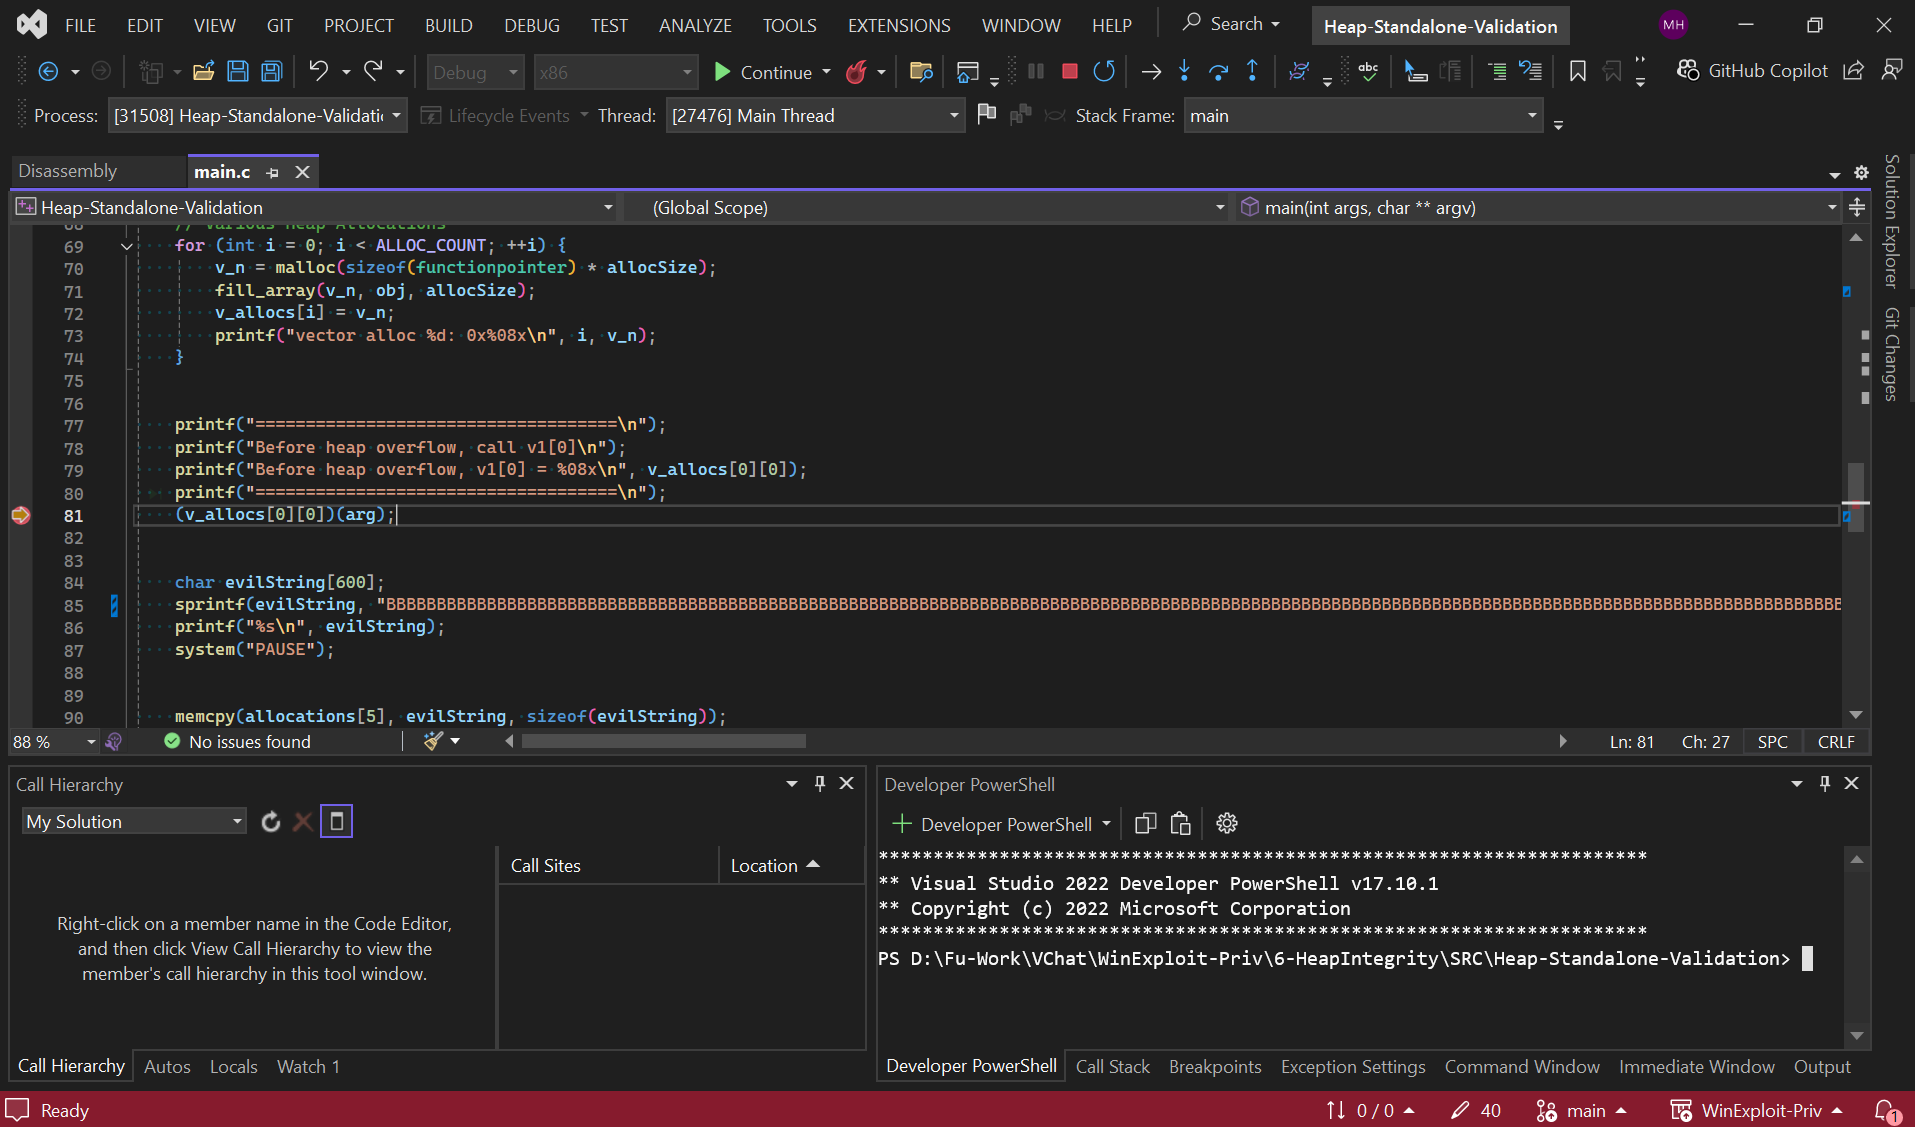 FILE EDIT VIEW GIT PROJECT BUILD DEBUG TEST ANALYZE TOOLS EXTENSIONS WINDOW HELP Search Heap-Standalone-Validation MH
Debug x86 Continue abc GitHub Copilot
Process: [31508] Heap-Standalone-Validati Lifecycle Events Thread: [27476] Main Thread Stack Frame: main
Disassembly main.c
Heap-Standalone-Validation (Global Scope) main(int args, char ** argv)
68 // Various Heap Allocations
69 for (int i = 0; i < ALLOC_COUNT; ++i) {
70 v_n = malloc(sizeof(functionpointer) * allocSize);
71 fill_array(v_n, obj, allocSize);
72 v_allocs[i] = v_n;
73 printf("vector alloc %d: 0x%08x\n", i, v_n);
74 }
75
76
77 printf("====================================\n");
78 printf("Before heap overflow, call v1[0]\n");
79 printf("Before heap overflow, v1[0] = %08x\n", v_allocs[0][0]);
80 printf("====================================\n");
81 (v_allocs[0][0])(arg);
82
83
84 char evilString[600];
85 sprintf(evilString, "BBBBBBBBBBBBBBBBBBBBBBBBBBBBBBBBBBBBBBBBBBBBBBBBBBBBBBBBBBBBBBBBBBBBBBBBBBBBBBBBBBBBBBBBBBBBBBBBBBBBBBBBBBBBBBBBBBBBBBBBBBBBBBBBBBBBBBBBBBBBB
86 printf("%s\n", evilString);
87 system("PAUSE");
88
89
90 memcpy(allocations[5], evilString, sizeof(evilString));
88 % No issues found Ln: 81 Ch: 27 SPC CRLF
Solution Explorer
Git Changes
Call Hierarchy
My Solution
Call Sites Location
Right-click on a member name in the Code Editor,
and then click View Call Hierarchy to view the
member's call hierarchy in this tool window.
Call Hierarchy Autos Locals Watch 1
Developer PowerShell
Developer PowerShell
**********************************************************************
** Visual Studio 2022 Developer PowerShell v17.10.1
** Copyright (c) 2022 Microsoft Corporation
**********************************************************************
PS D:\Fu-Work\VChat\WinExploit-Priv\6-HeapIntegrity\SRC\Heap-Standalone-Validation>
Developer PowerShell Call Stack Breakpoints Exception Settings Command Window Immediate Window Output
Ready 0 / 0 40 main WinExploit-Priv 1